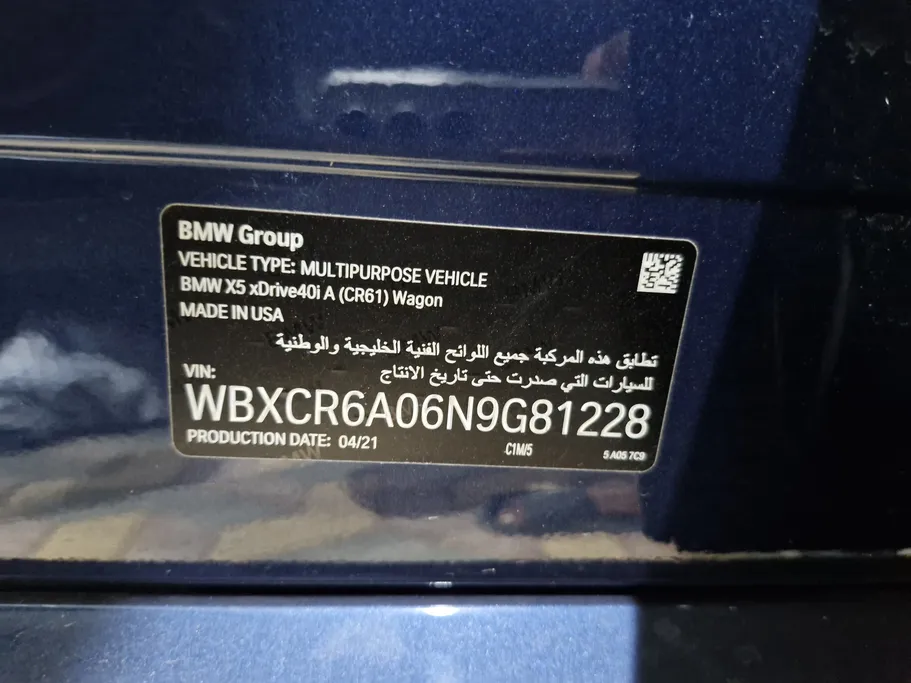 BMW Group
VEHICLE TYPE: MULTIPURPOSE VEHICLE
BMW X5 xDrive40i A (CR61) Wagon
MADE IN USA
تطابق هذه المركبة جميع اللوائح الفنية الخليجية والوطنية
للسيارات التي صدرت حتى تاريخ الانتاج
VIN:
WBXCR6A06N9G81228
PRODUCTION DATE: 04/21
C1M/5
5 A05 7C9